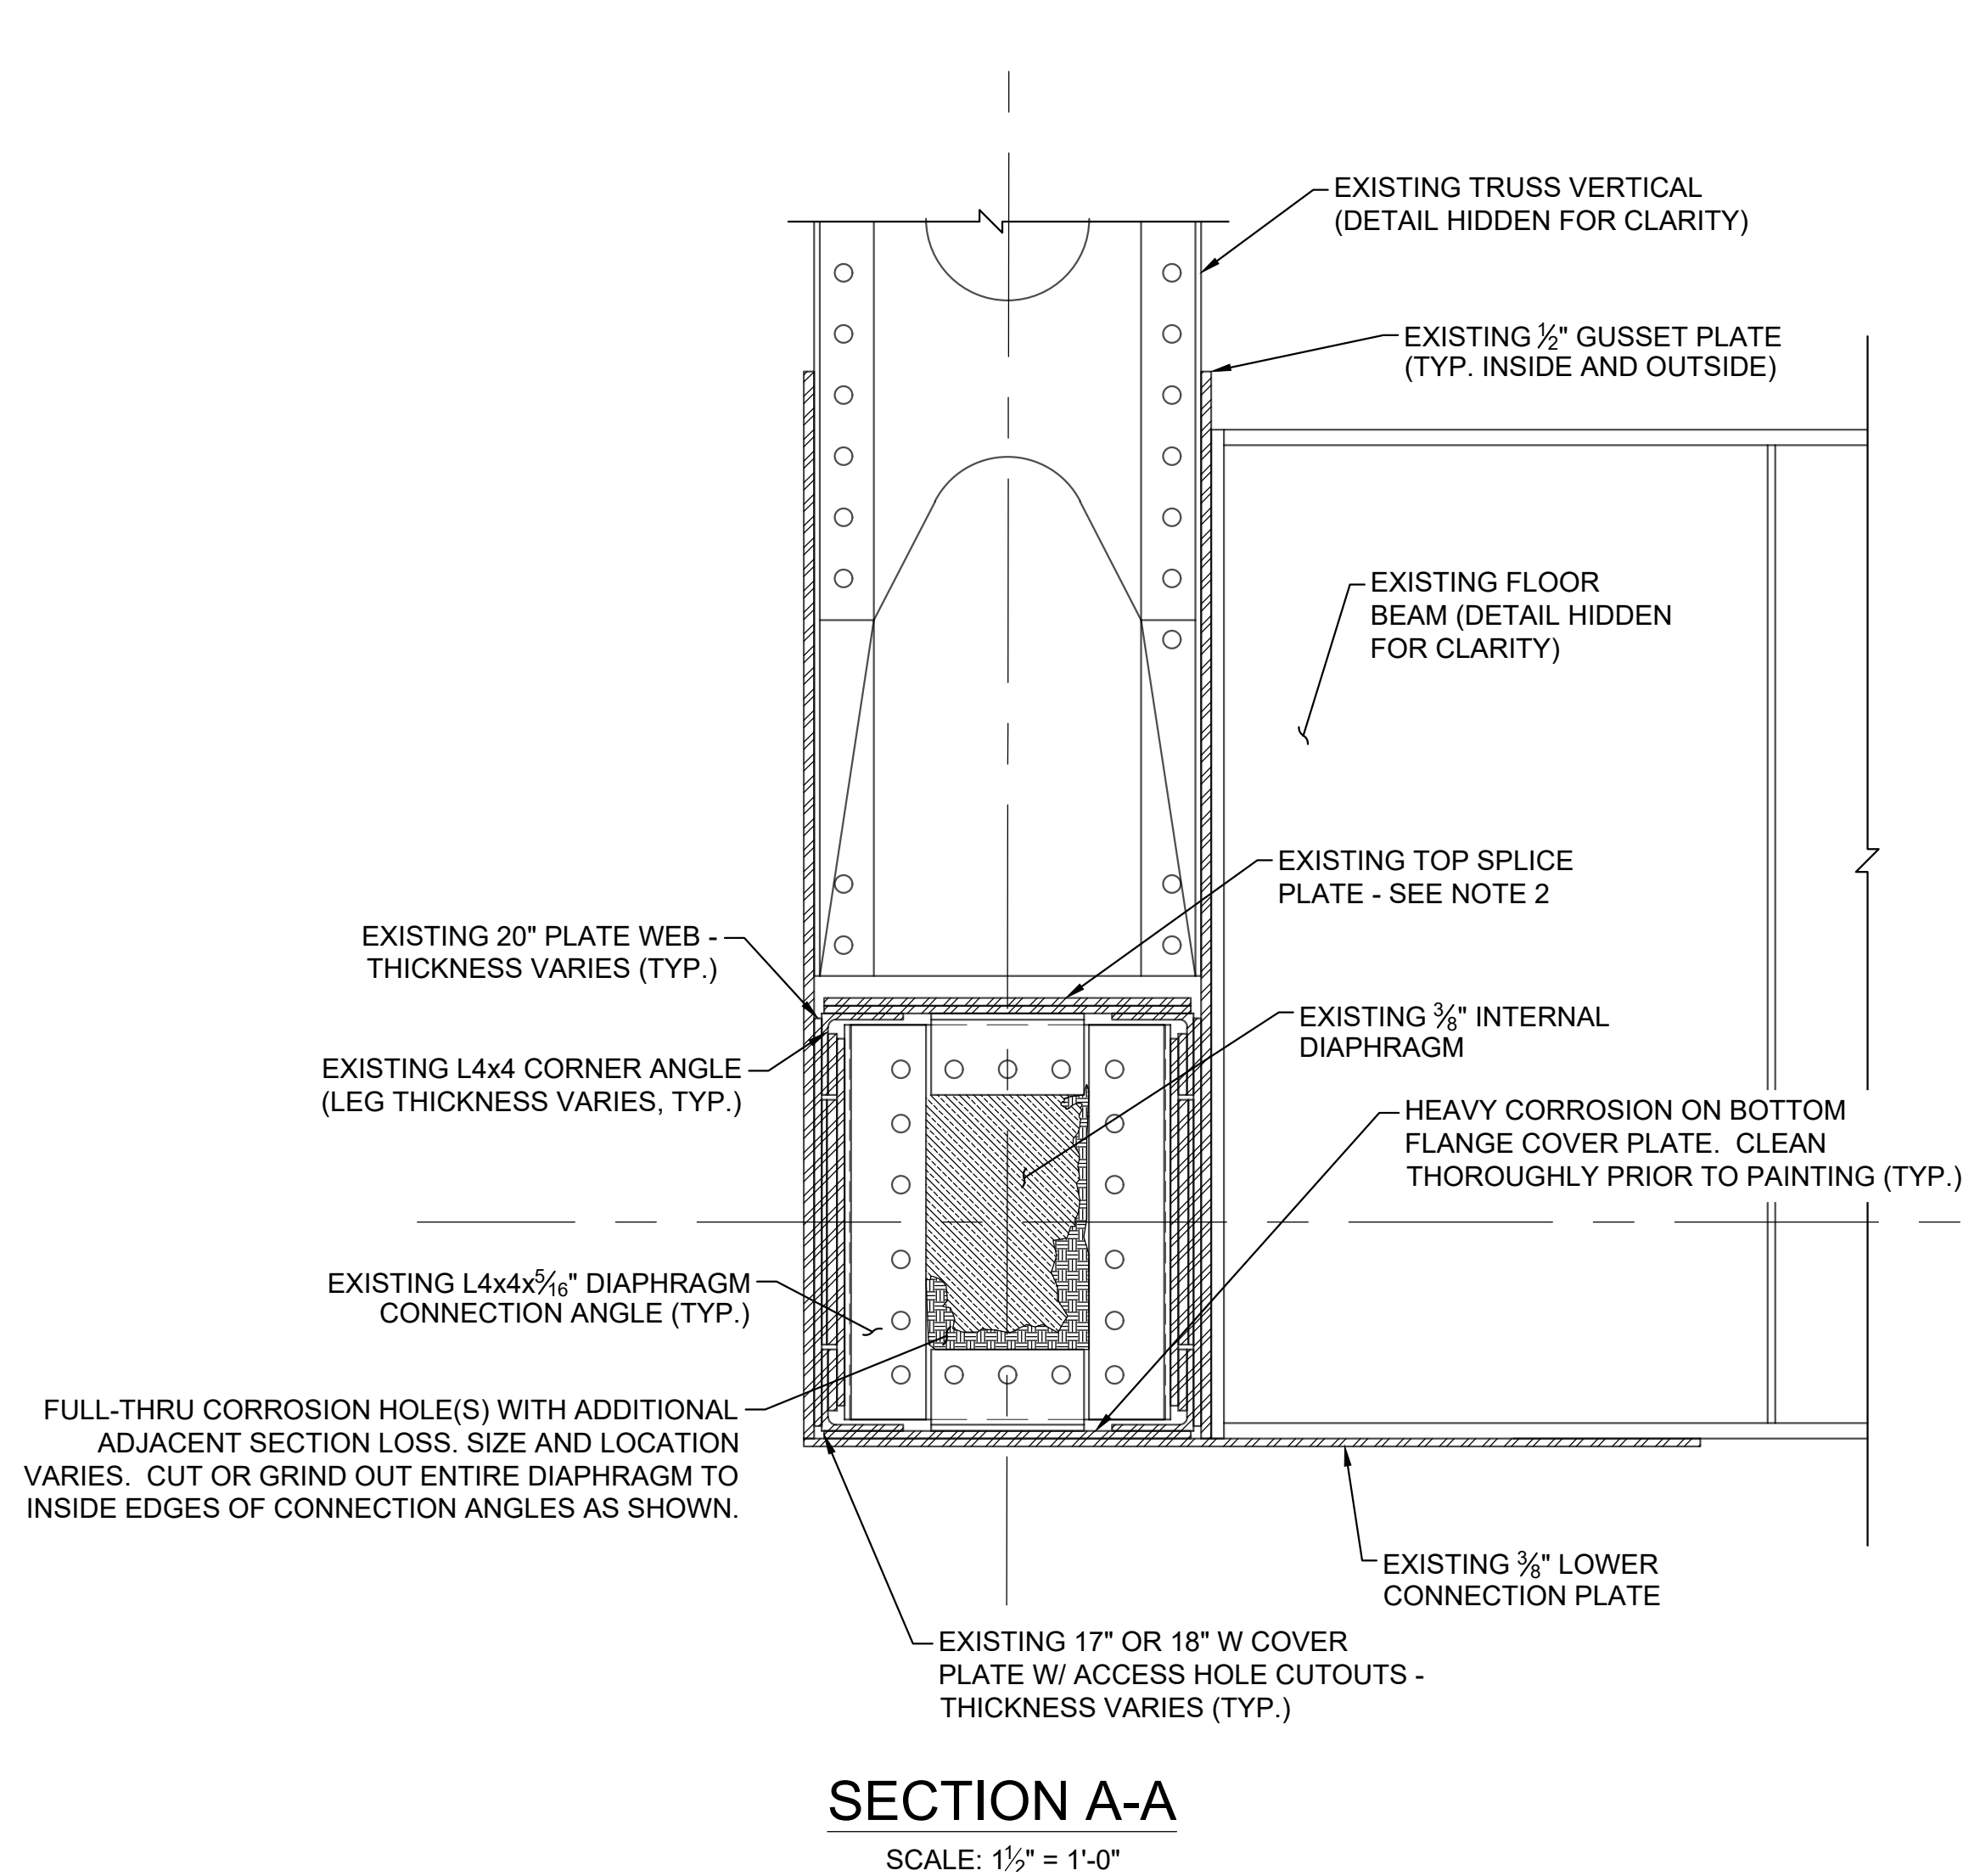 EXISTING TRUSS VERTICAL
(DETAIL HIDDEN FOR CLARITY)
EXISTING 1/2" GUSSET PLATE
(TYP. INSIDE AND OUTSIDE)
EXISTING FLOOR
BEAM (DETAIL HIDDEN
FOR CLARITY)
EXISTING TOP SPLICE
PLATE - SEE NOTE 2
EXISTING 20" PLATE WEB -
THICKNESS VARIES (TYP.)
EXISTING 3/8" INTERNAL
DIAPHRAGM
EXISTING L4x4 CORNER ANGLE
(LEG THICKNESS VARIES, TYP.)
HEAVY CORROSION ON BOTTOM
FLANGE COVER PLATE. CLEAN
THOROUGHLY PRIOR TO PAINTING (TYP.)
EXISTING L4x4x5/16" DIAPHRAGM
CONNECTION ANGLE (TYP.)
FULL-THRU CORROSION HOLE(S) WITH ADDITIONAL
ADJACENT SECTION LOSS. SIZE AND LOCATION
VARIES. CUT OR GRIND OUT ENTIRE DIAPHRAGM TO
INSIDE EDGES OF CONNECTION ANGLES AS SHOWN.
EXISTING 3/8" LOWER
CONNECTION PLATE
EXISTING 17" OR 18" W COVER
PLATE W/ ACCESS HOLE CUTOUTS -
THICKNESS VARIES (TYP.)
SECTION A-A
SCALE: 1 1/2" = 1'-0"